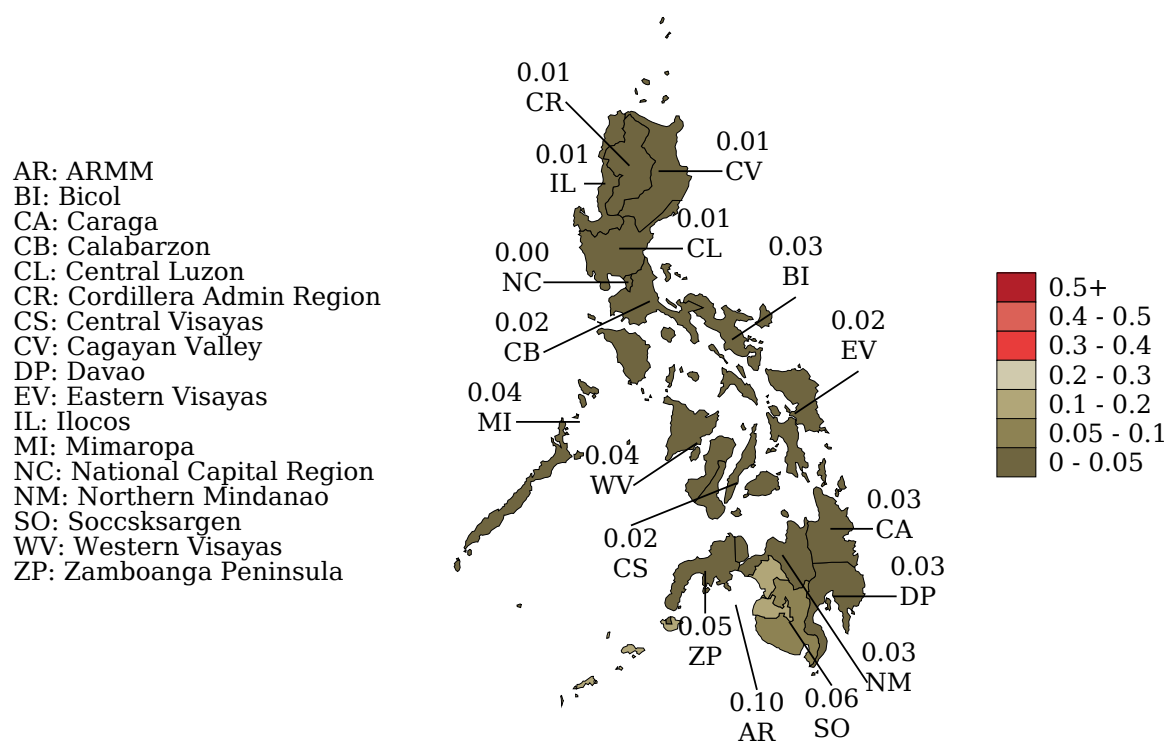 AR: ARMM
BI: Bicol
CA: Caraga
CB: Calabarzon
CL: Central Luzon
CR: Cordillera Admin Region
CS: Central Visayas
CV: Cagayan Valley
DP: Davao
EV: Eastern Visayas
IL: Ilocos
MI: Mimaropa
NC: National Capital Region
NM: Northern Mindanao
SO: Soccsksargen
WV: Western Visayas
ZP: Zamboanga Peninsula
0.01
CR
0.01
IL
0.01
CV
0.01
CL
0.00
NC
0.03
BI
0.02
CB
0.02
EV
0.04
MI
0.04
WV
0.02
CS
0.03
CA
0.03
DP
0.05
ZP
0.03
NM
0.10
AR
0.06
SO
0.5+
0.4 - 0.5
0.3 - 0.4
0.2 - 0.3
0.1 - 0.2
0.05 - 0.1
0 - 0.05